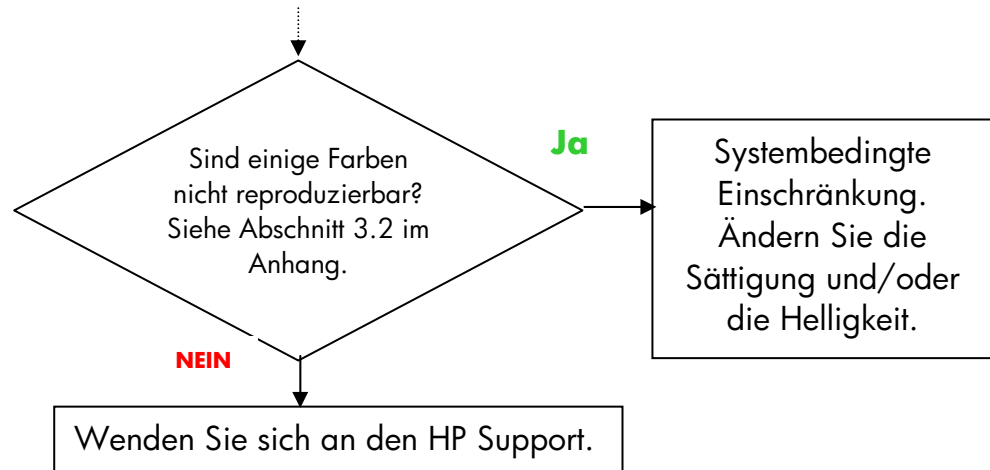 Sind einige Farben
nicht reproduzierbar?
Siehe Abschnitt 3.2 im
Anhang.
Ja
Systembedingte
Einschränkung.
Ändern Sie die
Sättigung und/oder
die Helligkeit.
NEIN
Wenden Sie sich an den HP Support.